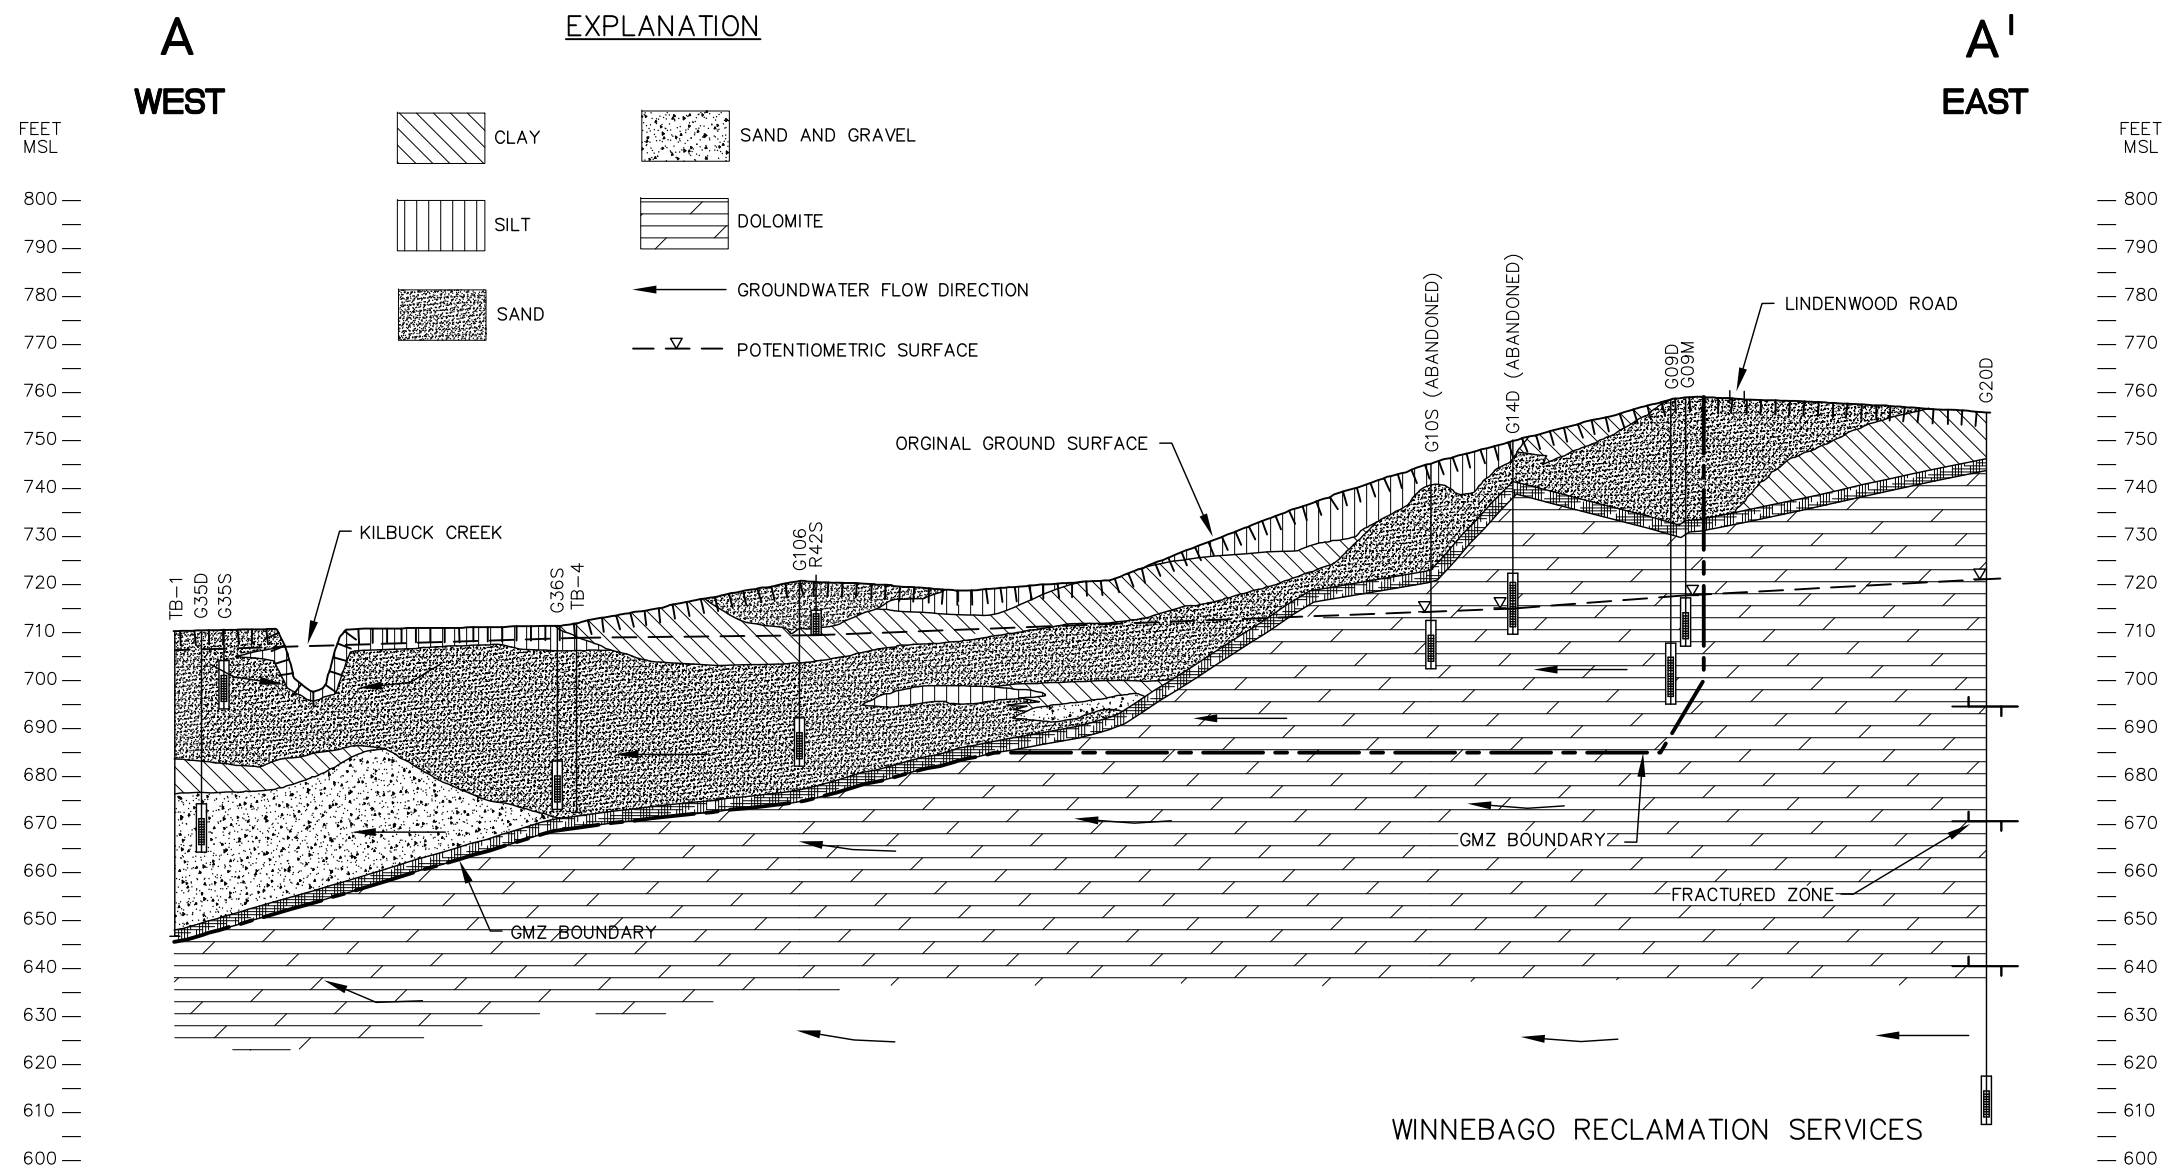 A
EXPLANATION
A'
WEST
EAST
FEET
MSL
FEET
MSL
CLAY
SAND AND GRAVEL
SILT
DOLOMITE
SAND
GROUNDWATER FLOW DIRECTION
POTENTIOMETRIC SURFACE
800
790
780
770
760
750
740
730
720
710
700
690
680
670
660
650
640
630
620
610
600
800
790
780
770
760
750
740
730
720
710
700
690
680
670
660
650
640
630
620
610
600
LINDENWOOD ROAD
ORGINAL GROUND SURFACE
KILBUCK CREEK
TB-1
G35D
G35S
G36S
TB-4
G106
R42S
G10S (ABANDONED)
G14D (ABANDONED)
G09D
G09M
G20D
GMZ BOUNDARY
FRACTURED ZONE
GMZ BOUNDARY
WINNEBAGO RECLAMATION SERVICES